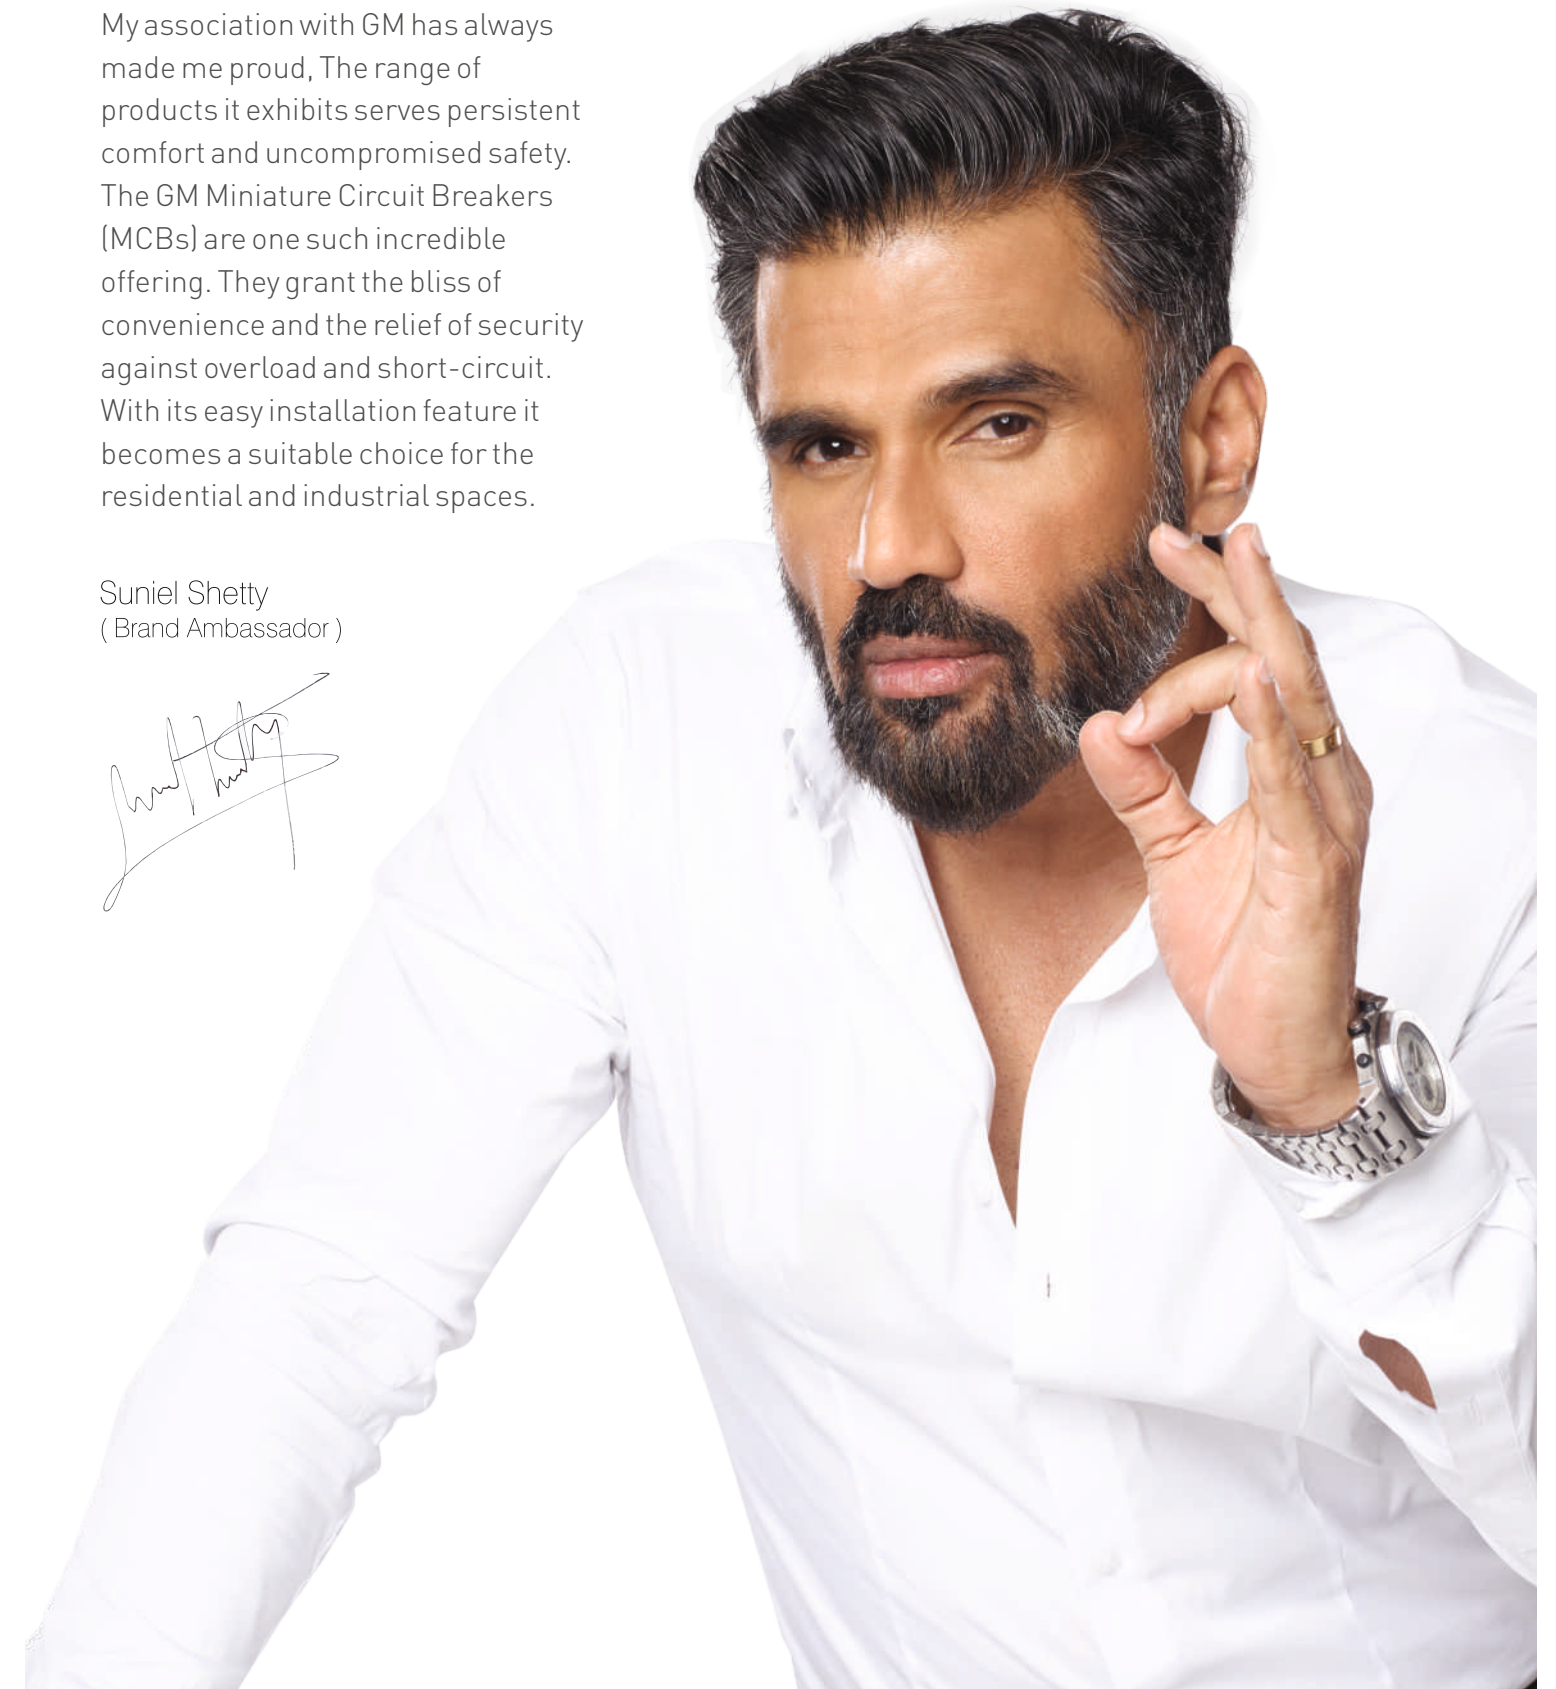 My association with GM has always
made me proud, The range of
products it exhibits serves persistent
comfort and uncompromised safety.
The GM Miniature Circuit Breakers
(MCBs) are one such incredible
offering. They grant the bliss of
convenience and the relief of security
against overload and short-circuit.
With its easy installation feature it
becomes a suitable choice for the
residential and industrial spaces.
Suniel Shetty
( Brand Ambassador )